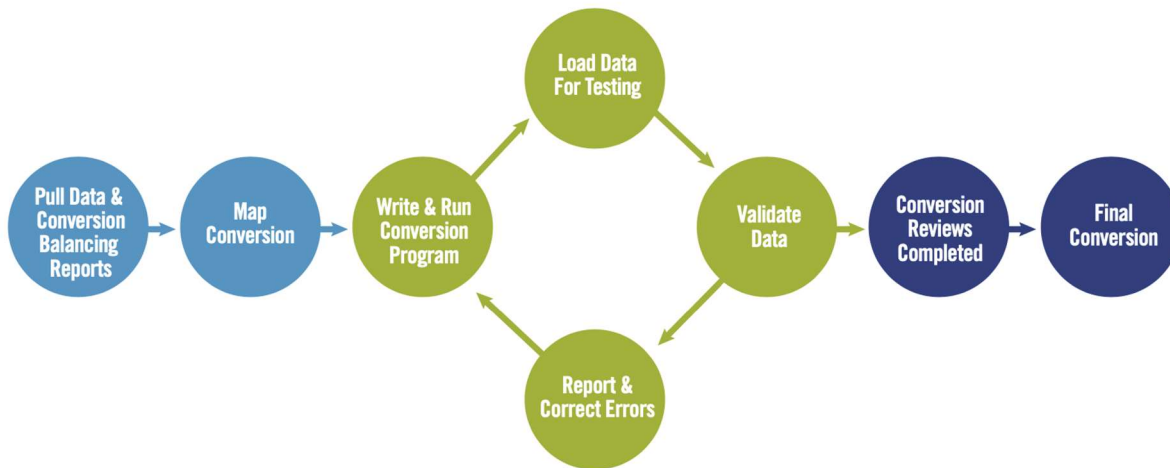 Pull Data &
Conversion
Balancing
Reports
Map
Conversion
Write & Run
Conversion
Program
Load Data
For Testing
Validate
Data
Report &
Correct Errors
Conversion
Reviews
Completed
Final
Conversion